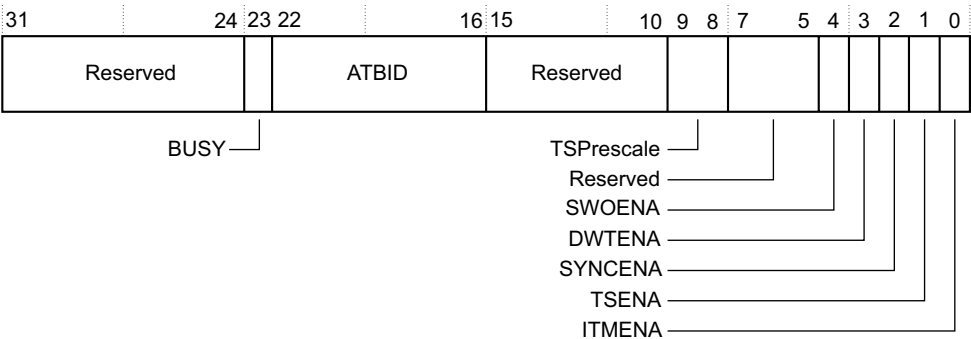 31 24 23 22 16 15 10 9 8 7 5 4 3 2 1 0
Reserved ATBID Reserved
BUSY TSPrescale
Reserved
SWOENA
DWTENA
SYNCENA
TSENA
ITMENA